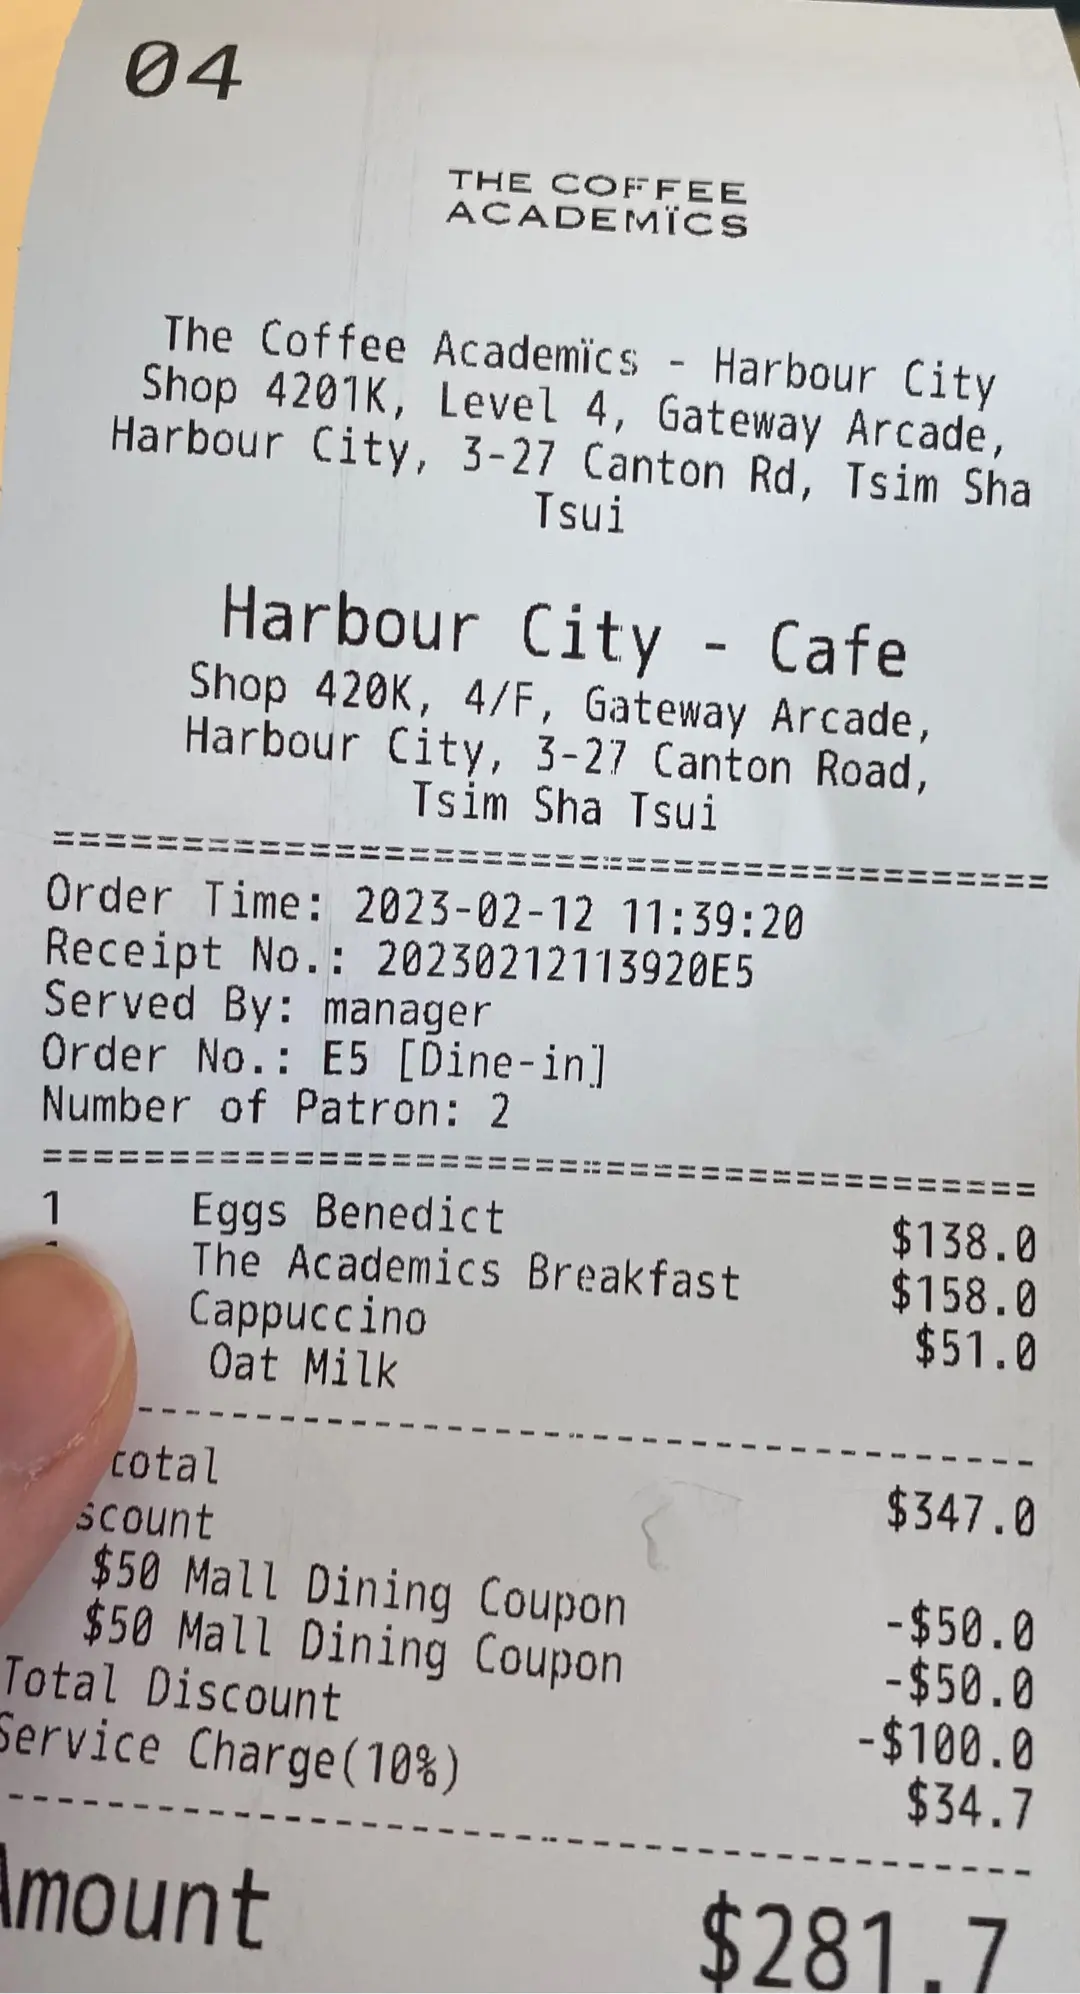 04
THE COFFEE
ACADEMÏCS
The Coffee Academïcs - Harbour City
Shop 4201K, Level 4, Gateway Arcade,
Harbour City, 3-27 Canton Rd, Tsim Sha
Tsui
Harbour City - Cafe
Shop 420K, 4/F, Gateway Arcade,
Harbour City, 3-27 Canton Road,
Tsim Sha Tsui
========================================
Order Time: 2023-02-12 11:39:20
Receipt No.: 20230212113920E5
Served By: manager
Order No.: E5 [Dine-in]
Number of Patron: 2
========================================
1 Eggs Benedict $138.0
The Academics Breakfast $158.0
Cappuccino $51.0
Oat Milk
----------------------------------------
total $347.0
scount
$50 Mall Dining Coupon -$50.0
$50 Mall Dining Coupon -$50.0
Total Discount -$100.0
Service Charge(10%) $34.7
----------------------------------------
Amount $281.7